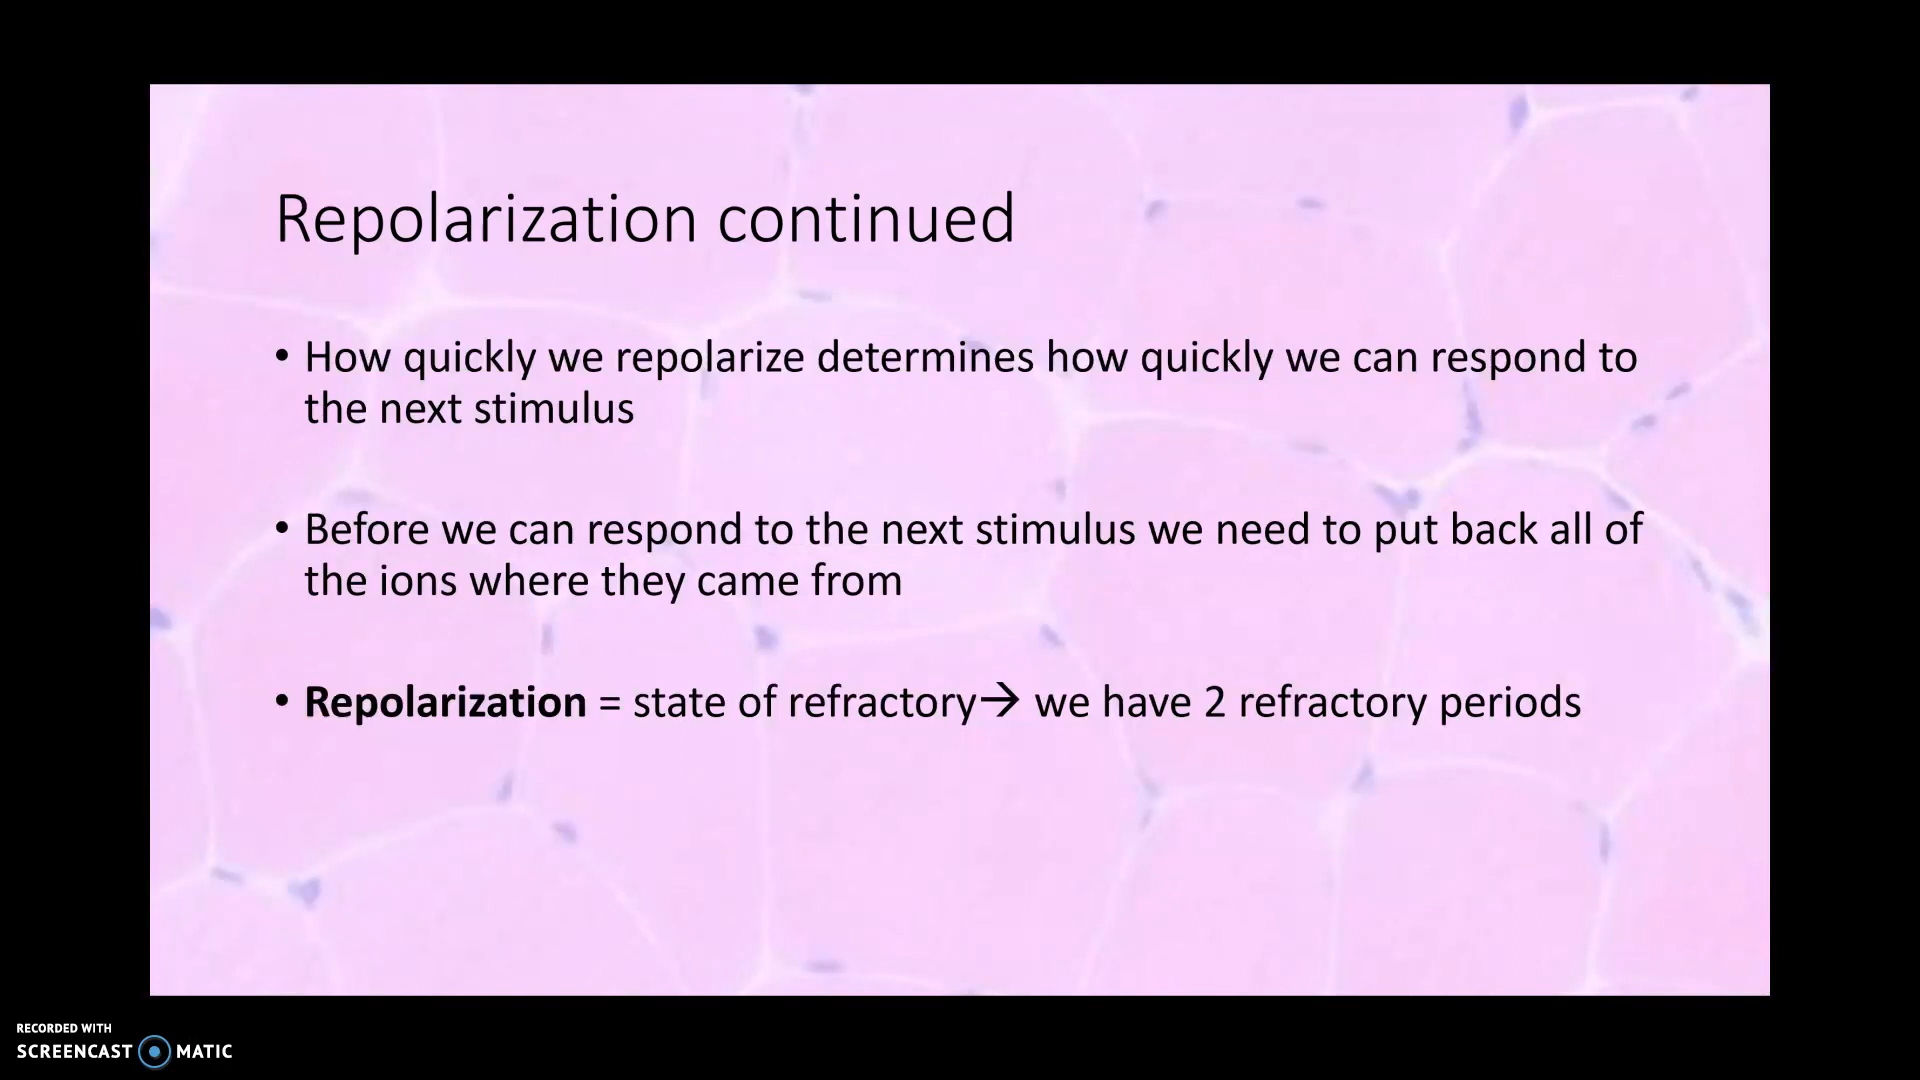 Repolarization continued
• How quickly we repolarize determines how quickly we can respond to
the next stimulus
• Before we can respond to the next stimulus we need to put back all of
the ions where they came from
• Repolarization = state of refractory→ we have 2 refractory periods
RECORDED WITH
SCREENCAST MATIC